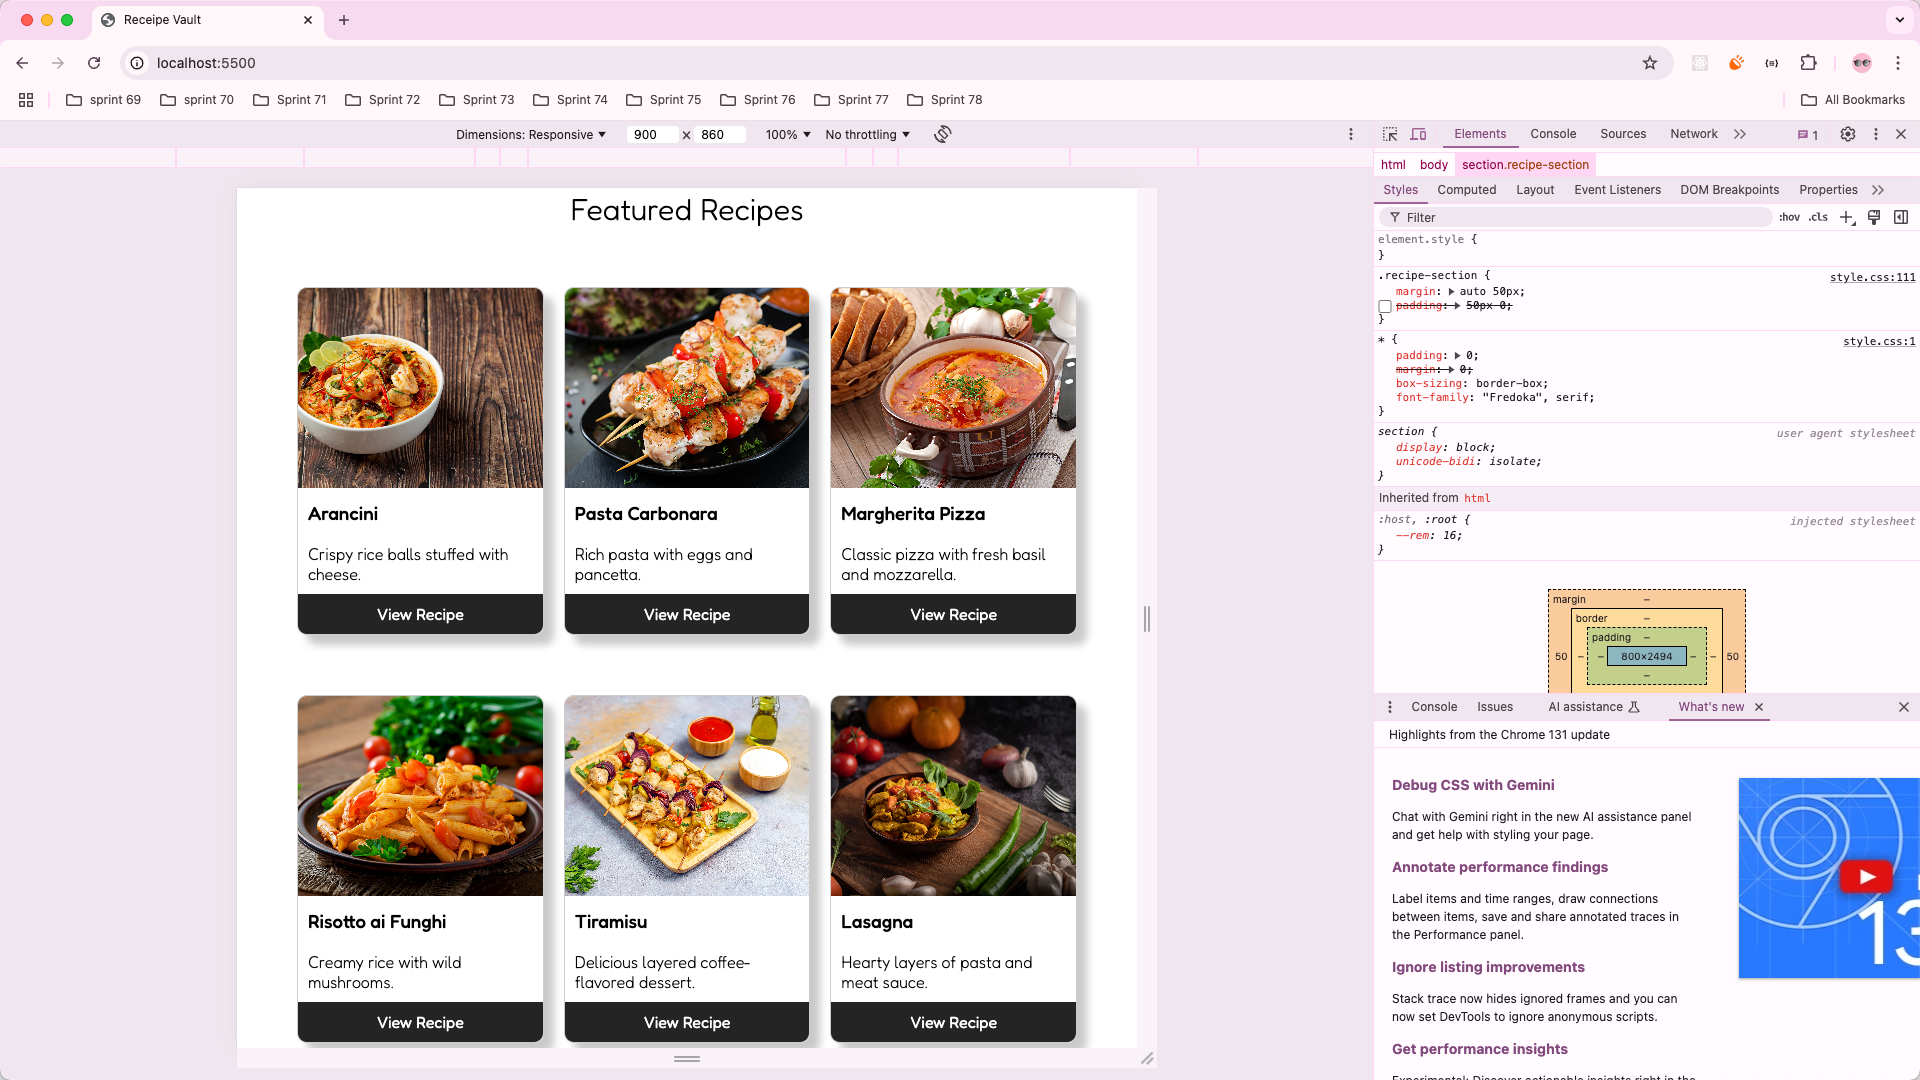 Receipe Vault
localhost:5500
sprint 69
sprint 70
Sprint 71
Sprint 72
Sprint 73
Sprint 74
Sprint 75
Sprint 76
Sprint 77
Sprint 78
All Bookmarks
Dimensions: Responsive
900 × 860
100%
No throttling
Featured Recipes
Arancini
Crispy rice balls stuffed with
cheese.
View Recipe
Pasta Carbonara
Rich pasta with eggs and
pancetta.
View Recipe
Margherita Pizza
Classic pizza with fresh basil
and mozzarella.
View Recipe
Risotto ai Funghi
Creamy rice with wild
mushrooms.
View Recipe
Tiramisu
Delicious layered coffee-
flavored dessert.
View Recipe
Lasagna
Hearty layers of pasta and
meat sauce.
View Recipe
Elements Console Sources Network 1
html body section.recipe-section
Styles Computed Layout Event Listeners DOM Breakpoints Properties
Filter :hov .cls
element.style {
}
.recipe-section { style.css:111
margin: auto 50px;
padding: 50px 0;
}
* { style.css:1
padding: 0;
margin: 0;
box-sizing: border-box;
font-family: "Fredoka", serif;
}
section { user agent stylesheet
display: block;
unicode-bidi: isolate;
}
Inherited from html
:host, :root { injected stylesheet
--rem: 16;
}
margin –
border –
padding –
50 – – 800×2494 – – 50
–
Console Issues AI assistance What's new
Highlights from the Chrome 131 update
Debug CSS with Gemini
Chat with Gemini right in the new AI assistance panel
and get help with styling your page.
Annotate performance findings
Label items and time ranges, draw connections
between items, save and share annotated traces in
the Performance panel.
Ignore listing improvements
Stack trace now hides ignored frames and you can
now set DevTools to ignore anonymous scripts.
Get performance insights
Experimental: Discover actionable insights right in the
13